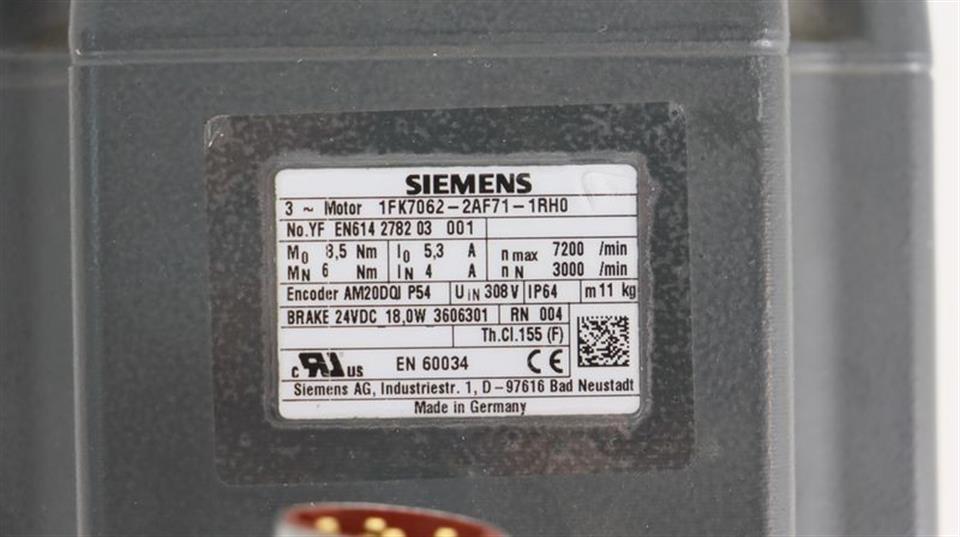 SIEMENS
3 ~ Motor 1FK7062-2AF71-1RH0
No.YF EN614 2782 03 001
M0 8,5 Nm I0 5,3 A n max 7200 /min
MN 6 Nm IN 4 A n N 3000 /min
Encoder AM20DQI P54 UIN 308 V IP64 m 11 kg
BRAKE 24VDC 18,0W 3606301 RN 004
Th.Cl.155 (F)
c RU US EN 60034 CE
Siemens AG, Industriestr. 1, D-97616 Bad Neustadt
Made in Germany